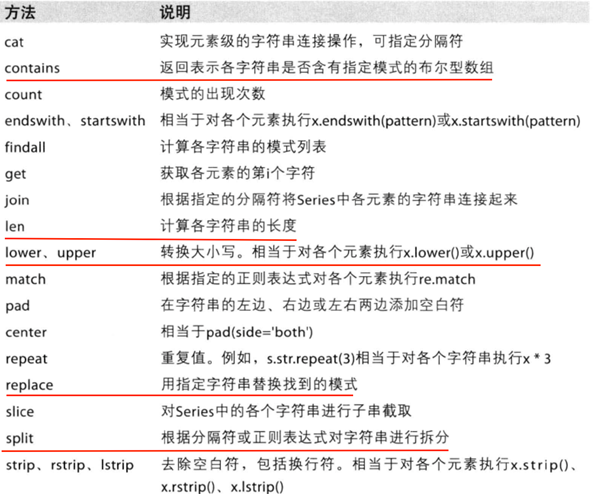 方法 说明
cat 实现元素级的字符串连接操作，可指定分隔符
contains 返回表示各字符串是否含有指定模式的布尔型数组
count 模式的出现次数
endswith、startswith 相当于对各个元素执行x.endswith(pattern)或x.startswith(pattern)
findall 计算各字符串的模式列表
get 获取各元素的第i个字符
join 根据指定的分隔符将Series中各元素的字符串连接起来
len 计算各字符串的长度
lower、upper 转换大小写。相当于对各个元素执行x.lower()或x.upper()
match 根据指定的正则表达式对各个元素执行re.match
pad 在字符串的左边、右边或左右两边添加空白符
center 相当于pad(side='both')
repeat 重复值。例如，s.str.repeat(3)相当于对各个字符串执行x * 3
replace 用指定字符串替换找到的模式
slice 对Series中的各个字符串进行子串截取
split 根据分隔符或正则表达式对字符串进行拆分
strip、rstrip、lstrip 去除空白符，包括换行符。相当于对各个元素执行x.strip()、
x.rstrip()、x.lstrip()